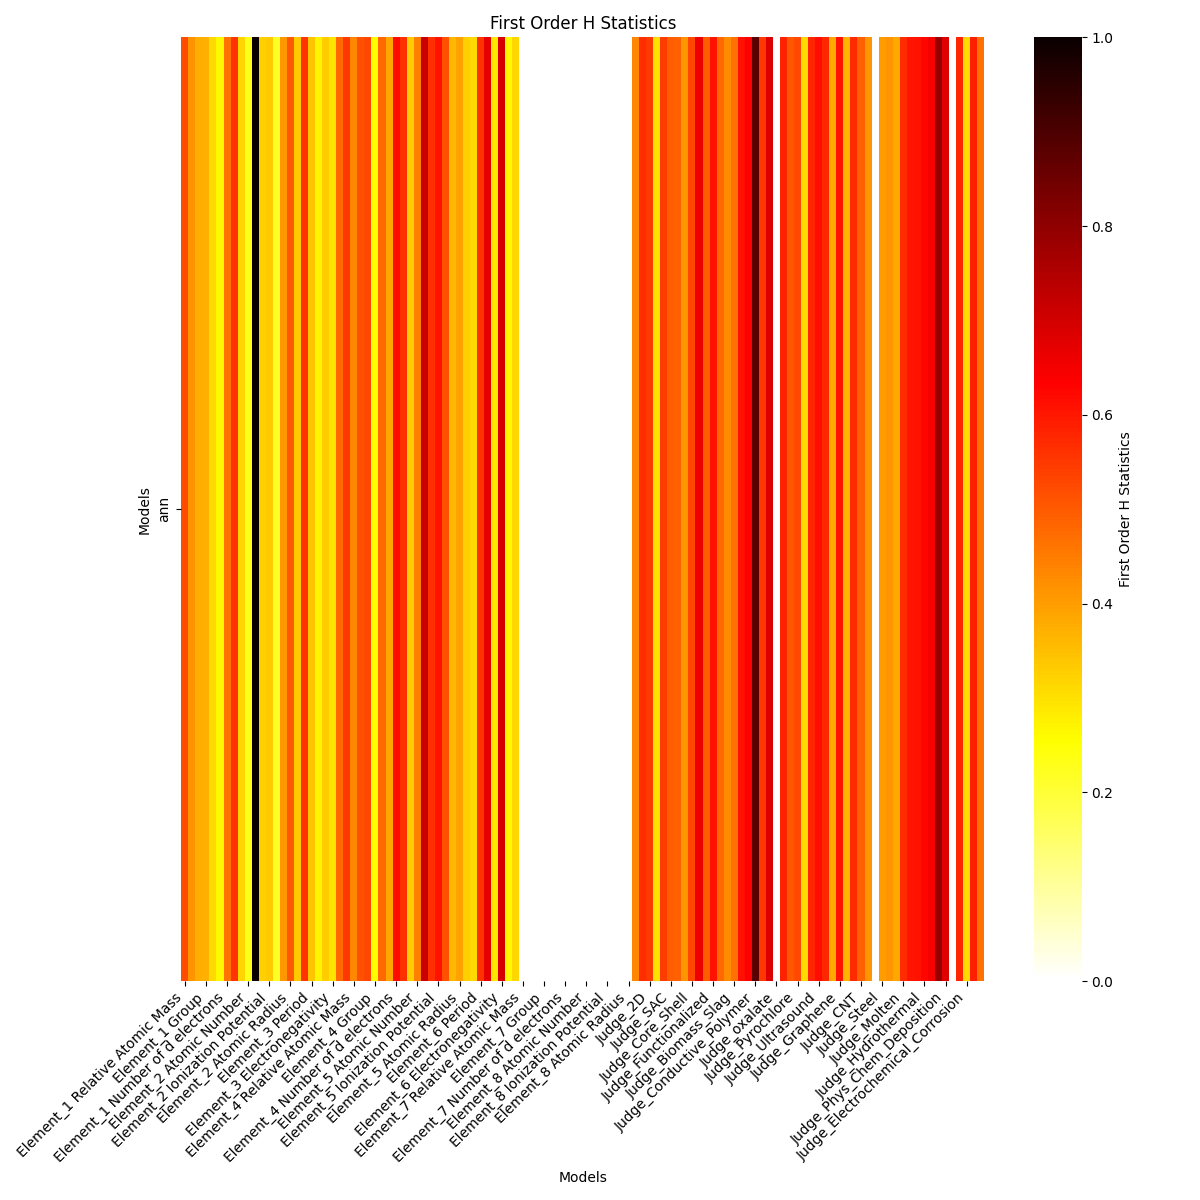 First Order H Statistics
Models
ann
Element_1 Relative Atomic Mass
Element_1 Group
Element_1 Number of d electrons
Element_2 Atomic Number
Element_2 Ionization Potential
Element_2 Atomic Radius
Element_3 Period
Element_3 Electronegativity
Element_4 Relative Atomic Mass
Element_4 Group
Element_4 Number of d electrons
Element_5 Atomic Number
Element_5 Ionization Potential
Element_5 Atomic Radius
Element_6 Period
Element_6 Electronegativity
Element_7 Relative Atomic Mass
Element_7 Group
Element_7 Number of d electrons
Element_8 Atomic Number
Element_8 Ionization Potential
Element_8 Atomic Radius
Judge_2D
Judge_SAC
Judge_Core_Shell
Judge_Functionalized
Judge_Biomass_Slag
Judge_Conductive_Polymer
Judge_oxalate
Judge_Pyrochlore
Judge_Ultrasound
Judge_Graphene
Judge_CNT
Judge_Steel
Judge_Molten
Judge_Hydrothermal
Judge_Phys_Chem_Deposition
Judge_Electrochemical_Corrosion
Models
1.0
0.8
0.6
0.4
0.2
0.0
First Order H Statistics